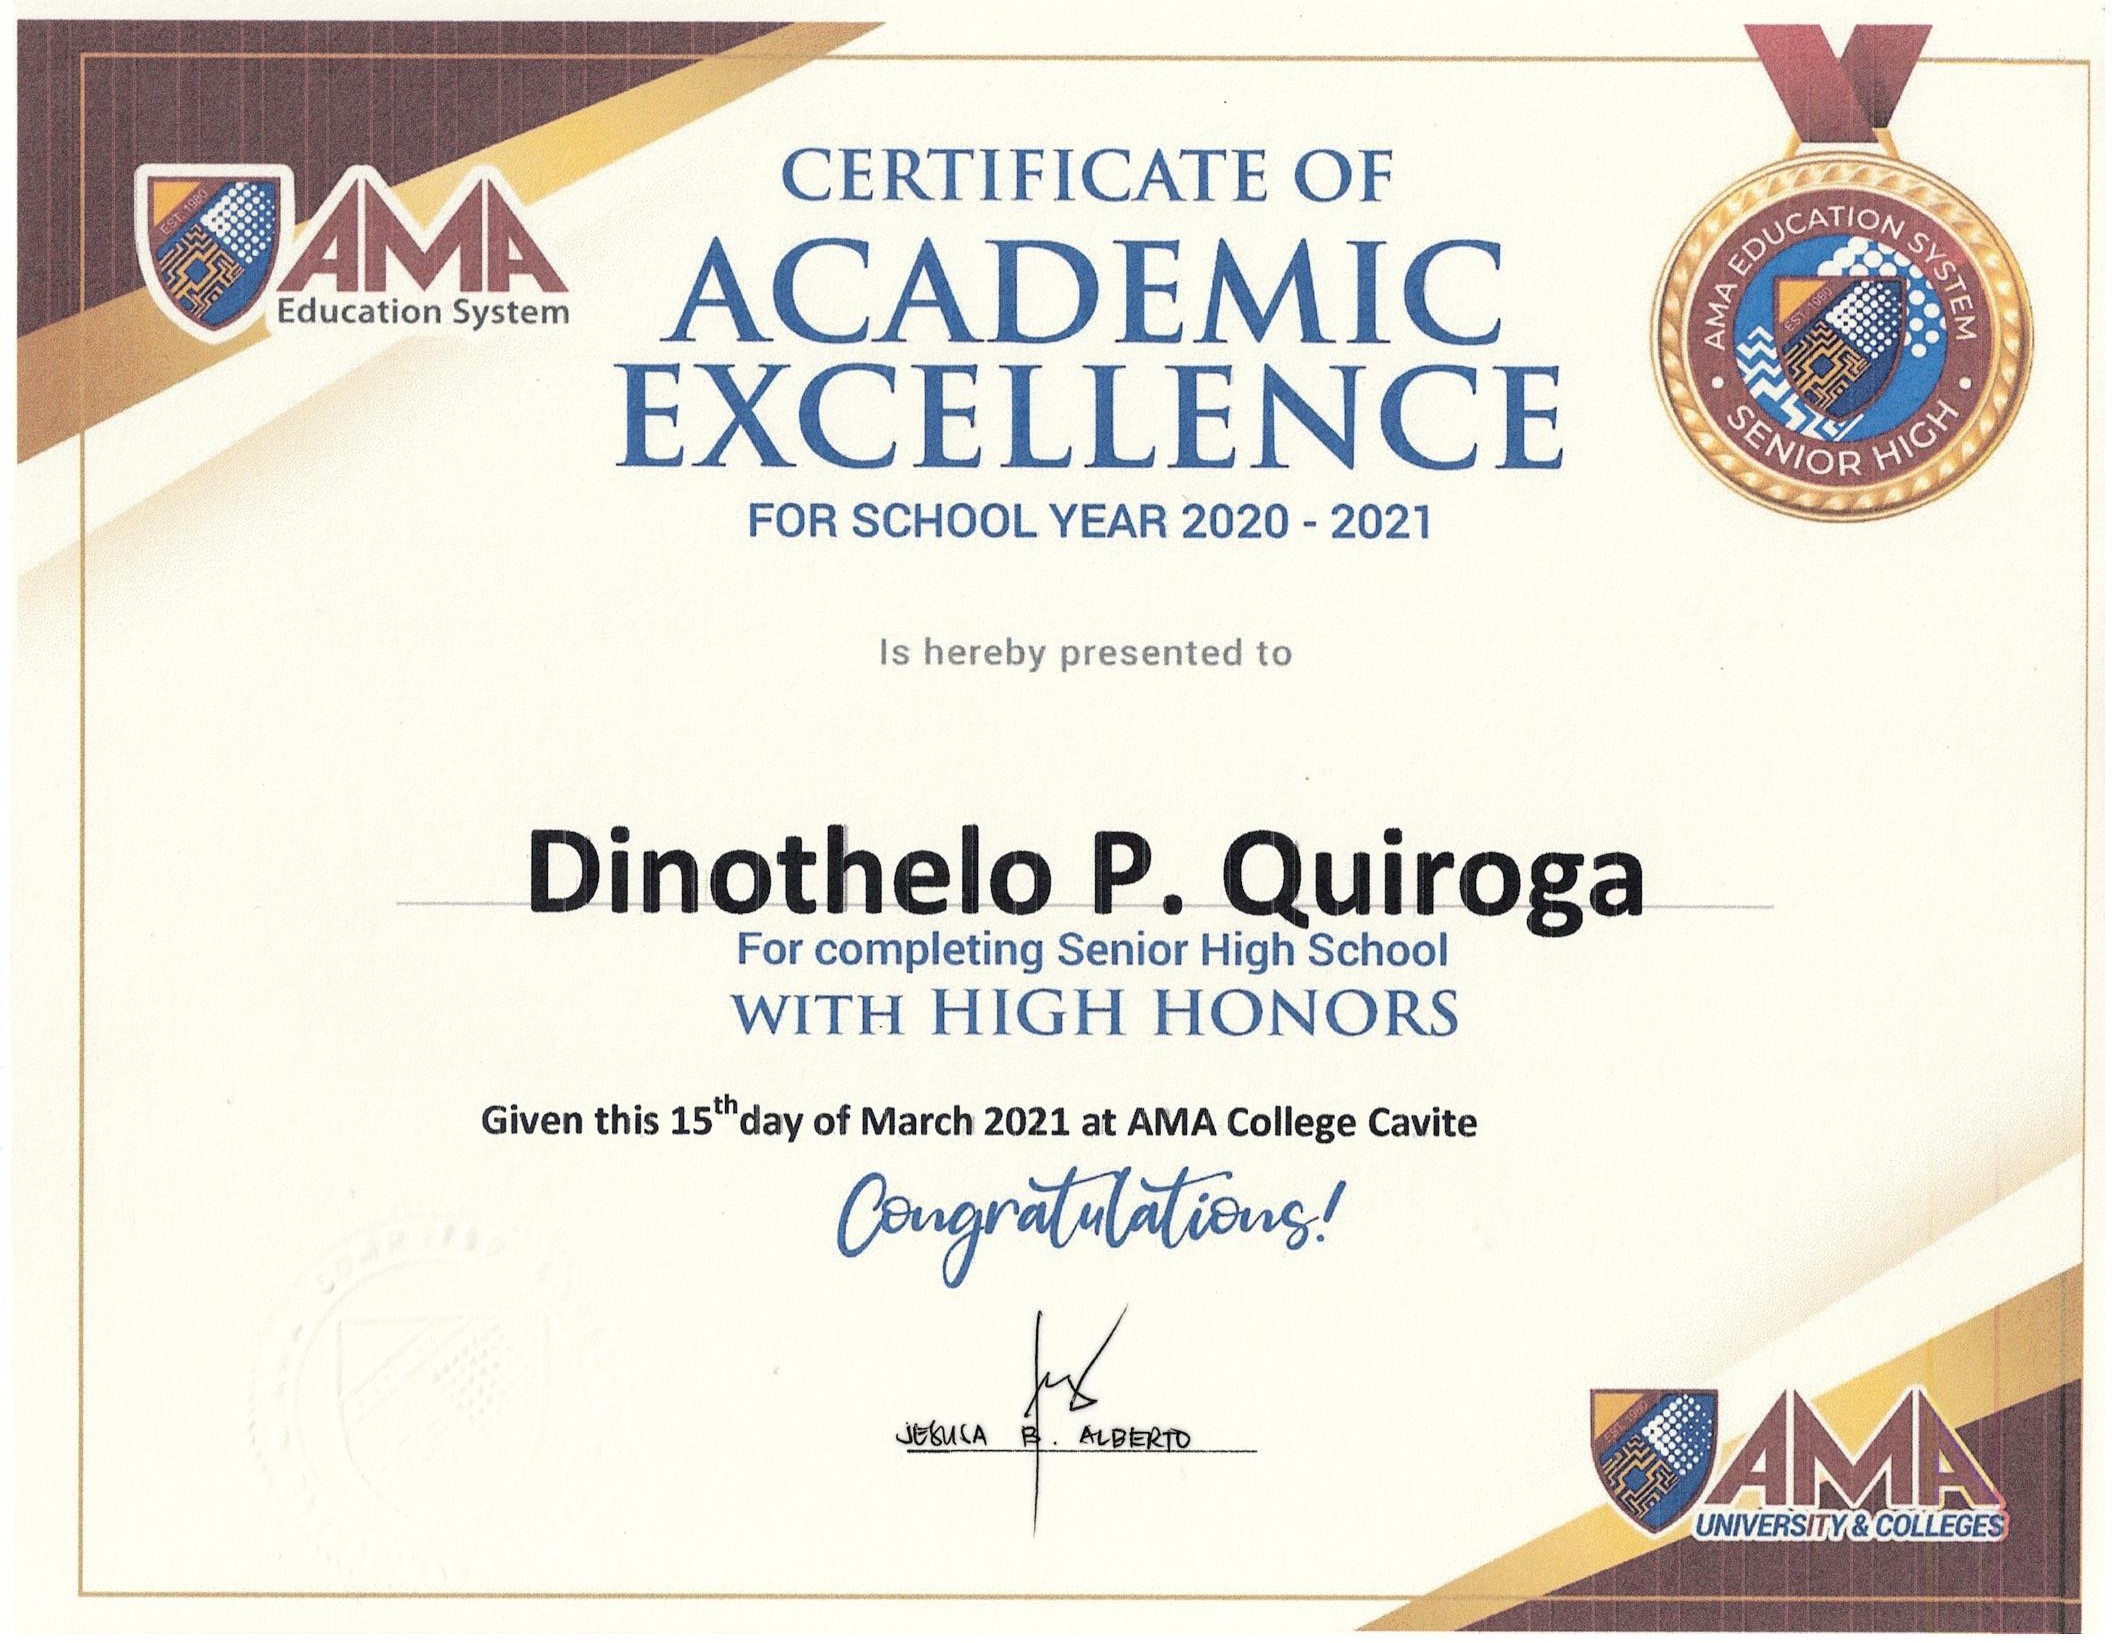 EST. 1980
AMA
Education System
CERTIFICATE OF
ACADEMIC
EXCELLENCE
FOR SCHOOL YEAR 2020 - 2021
AMA EDUCATION SYSTEM
EST. 1980
• SENIOR HIGH •
Is hereby presented to
Dinothelo P. Quiroga
For completing Senior High School
WITH HIGH HONORS
Given this 15th day of March 2021 at AMA College Cavite
Congratulations!
JESUSA B. ALBERTO
EST. 1980
AMA
UNIVERSITY & COLLEGES